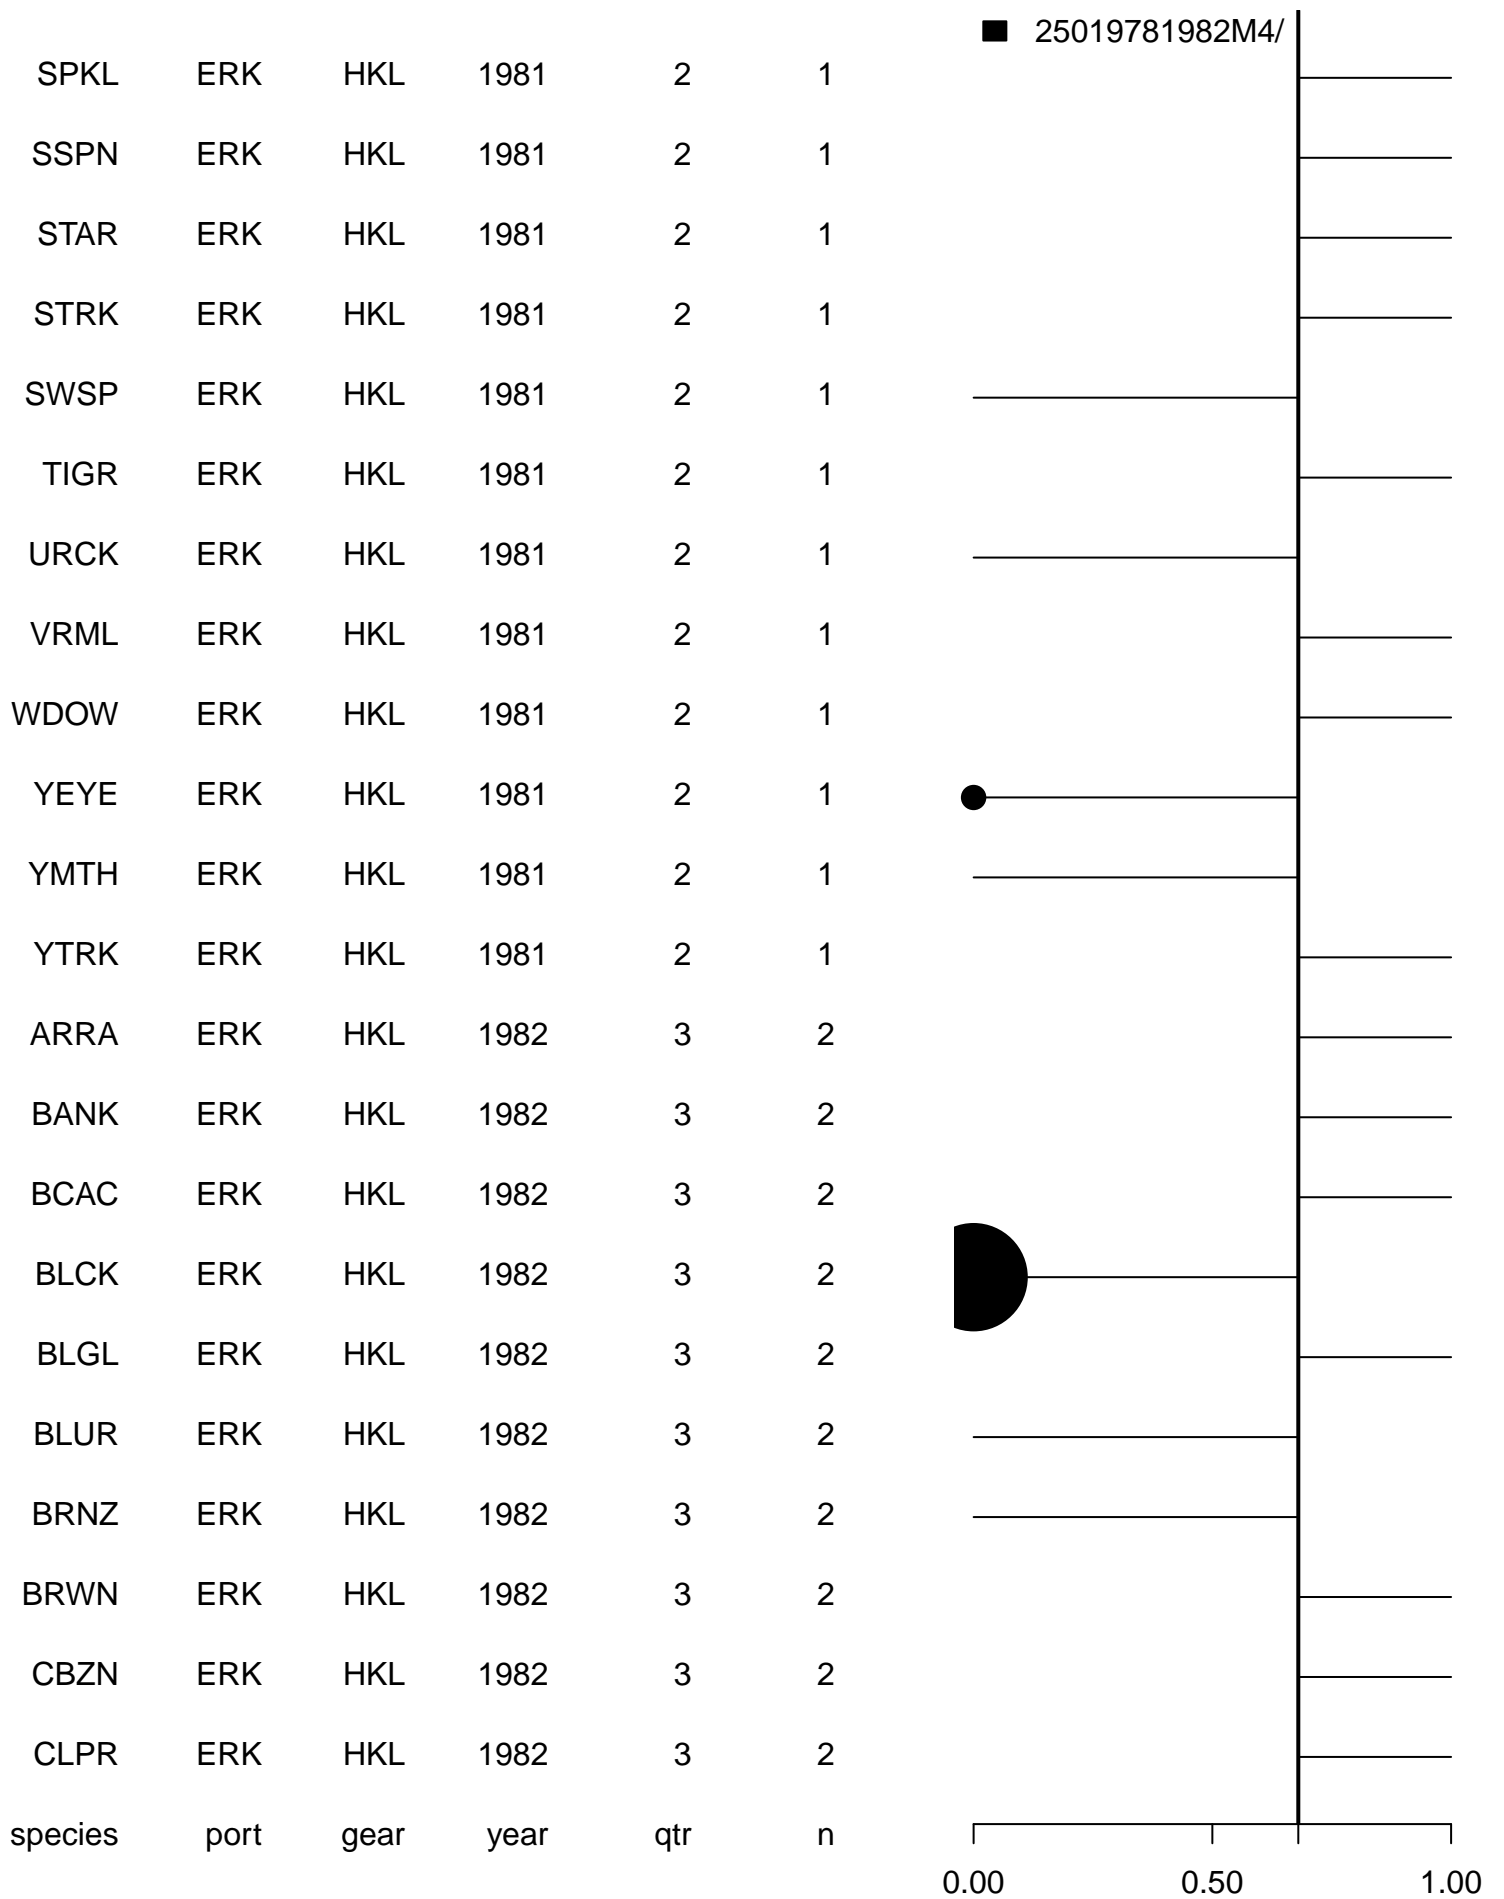 25019781982M4/
SPKL ERK HKL 1981 2 1
SSPN ERK HKL 1981 2 1
STAR ERK HKL 1981 2 1
STRK ERK HKL 1981 2 1
SWSP ERK HKL 1981 2 1
TIGR ERK HKL 1981 2 1
URCK ERK HKL 1981 2 1
VRML ERK HKL 1981 2 1
WDOW ERK HKL 1981 2 1
YEYE ERK HKL 1981 2 1
YMTH ERK HKL 1981 2 1
YTRK ERK HKL 1981 2 1
ARRA ERK HKL 1982 3 2
BANK ERK HKL 1982 3 2
BCAC ERK HKL 1982 3 2
BLCK ERK HKL 1982 3 2
BLGL ERK HKL 1982 3 2
BLUR ERK HKL 1982 3 2
BRNZ ERK HKL 1982 3 2
BRWN ERK HKL 1982 3 2
CBZN ERK HKL 1982 3 2
CLPR ERK HKL 1982 3 2
species port gear year qtr n
0.00 0.50 1.00